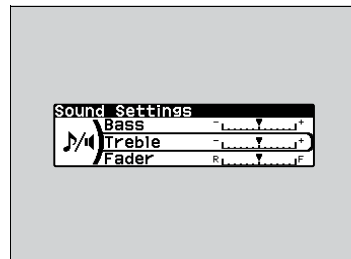 Sound Settings
Bass - +
Treble - +
Fader R F